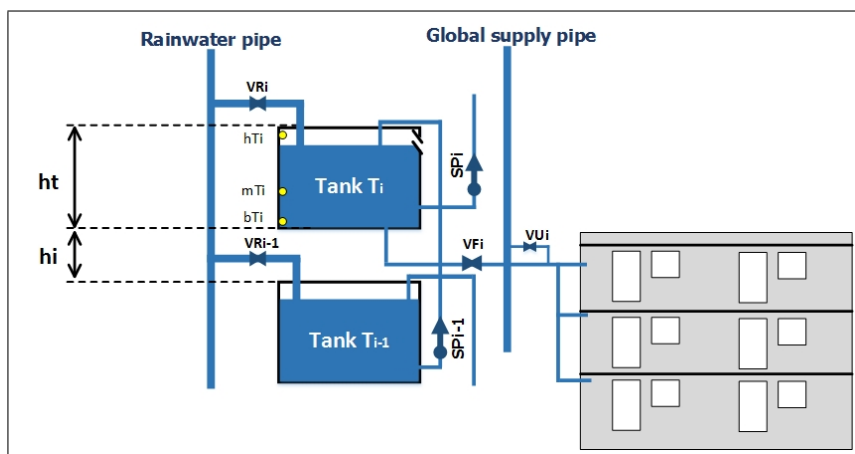 Rainwater pipe
Global supply pipe
VRi
hTi
ht
Tank Ti
SPi
mTi
bTi
VRi-1
VFi
VUi
hi
Tank Ti-1
SPi-1